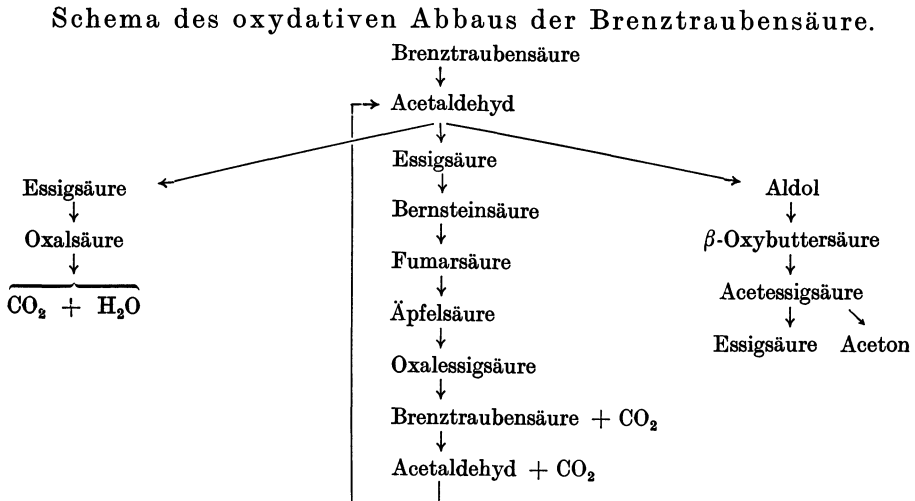 Schema des oxydativen Abbaus der Brenztraubensäure.
Brenztraubensäure
Acetaldehyd
Essigsäure
Oxalsäure
CO₂ + H₂O
Essigsäure
Bernsteinsäure
Fumarsäure
Äpfelsäure
Oxalessigsäure
Brenztraubensäure + CO₂
Acetaldehyd + CO₂
Aldol
β-Oxybuttersäure
Acetessigsäure
Essigsäure Aceton